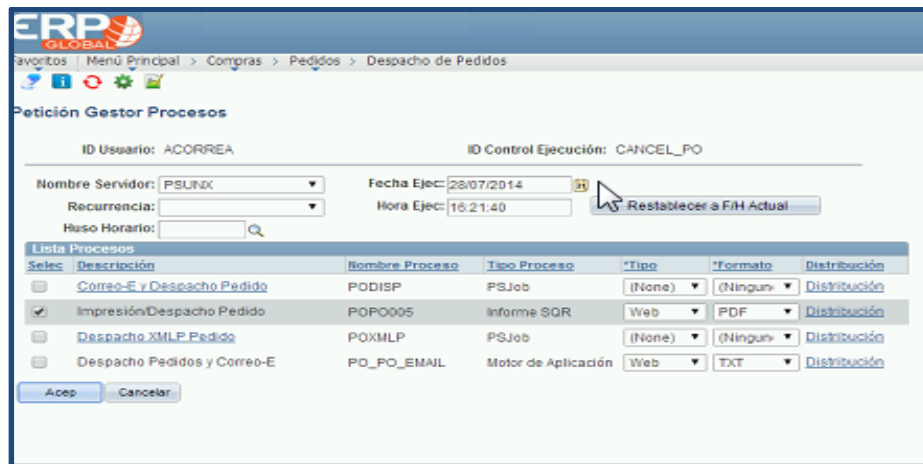 ERP
GLOBAL
Favoritos | Menú Principal > Compras > Pedidos > Despacho de Pedidos
Petición Gestor Procesos
ID Usuario: ACORREA ID Control Ejecución: CANCEL_PO
Nombre Servidor: PSUNX Fecha Ejec: 28/07/2014
Recurrencia: Hora Ejec: 16:21:40 Restablecer a F/H Actual
Huso Horario:
Lista Procesos
Selec Descripción Nombre Proceso Tipo Proceso *Tipo *Formato Distribución
Correo-E y Despacho Pedido PODISP PSJob (None) (Ningun Distribución
Impresión/Despacho Pedido POPO005 Informe SQR Web PDF Distribución
Despacho XMLP Pedido POXMLP PSJob (None) (Ningun Distribución
Despacho Pedidos y Correo-E PO_PO_EMAIL Motor de Aplicación Web TXT Distribución
Acep Cancelar